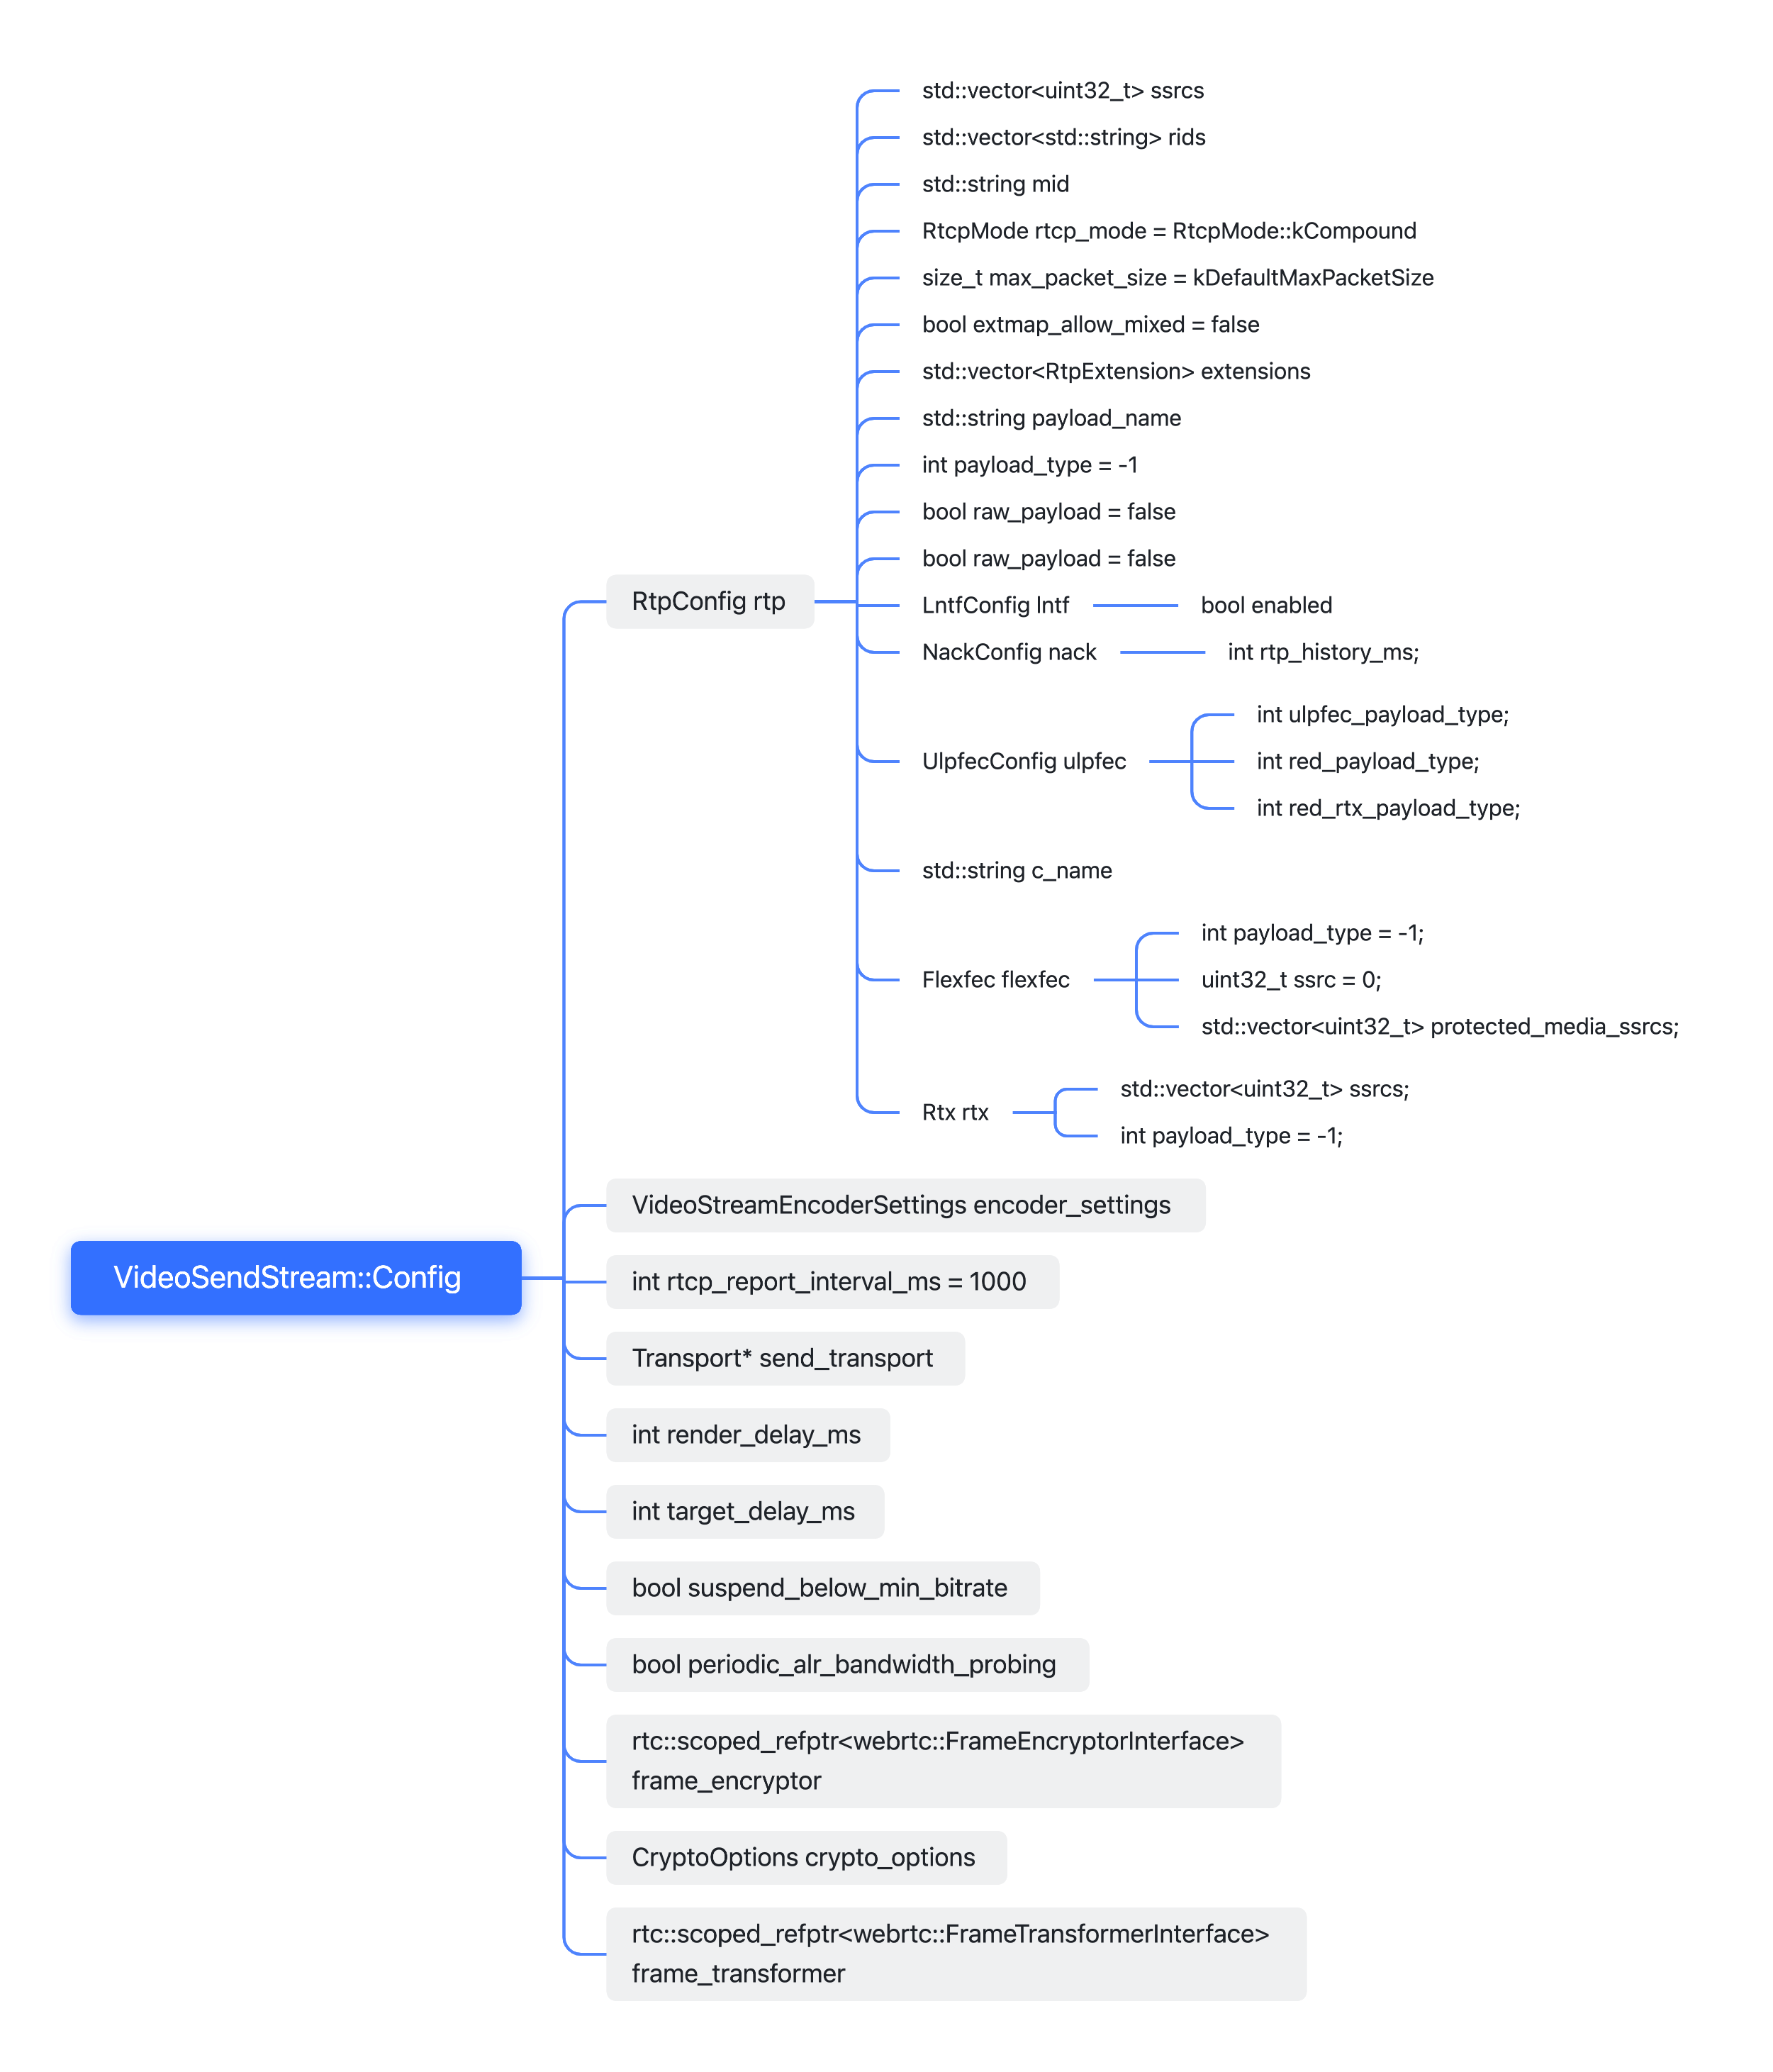 std::vector<uint32_t> ssrcs
std::vector<std::string> rids
std::string mid
RtcpMode rtcp_mode = RtcpMode::kCompound
size_t max_packet_size = kDefaultMaxPacketSize
bool extmap_allow_mixed = false
std::vector<RtpExtension> extensions
std::string payload_name
int payload_type = -1
bool raw_payload = false
bool raw_payload = false
RtpConfig rtp
LntfConfig lntf
bool enabled
NackConfig nack
int rtp_history_ms;
int ulpfec_payload_type;
UlpfecConfig ulpfec
int red_payload_type;
int red_rtx_payload_type;
std::string c_name
int payload_type = -1;
Flexfec flexfec
uint32_t ssrc = 0;
std::vector<uint32_t> protected_media_ssrcs;
std::vector<uint32_t> ssrcs;
Rtx rtx
int payload_type = -1;
VideoStreamEncoderSettings encoder_settings
VideoSendStream::Config
int rtcp_report_interval_ms = 1000
Transport* send_transport
int render_delay_ms
int target_delay_ms
bool suspend_below_min_bitrate
bool periodic_alr_bandwidth_probing
rtc::scoped_refptr<webrtc::FrameEncryptorInterface>
frame_encryptor
CryptoOptions crypto_options
rtc::scoped_refptr<webrtc::FrameTransformerInterface>
frame_transformer